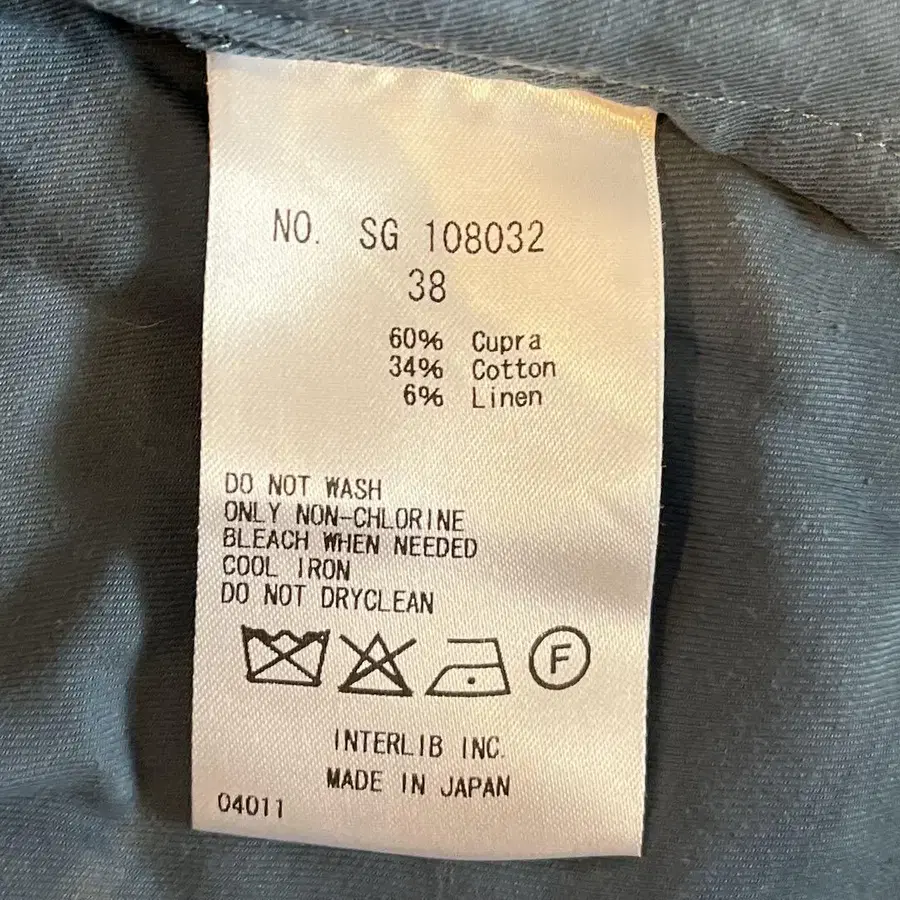 NO. SG 108032
38
60% Cupra
34% Cotton
6% Linen
DO NOT WASH
ONLY NON-CHLORINE
BLEACH WHEN NEEDED
COOL IRON
DO NOT DRYCLEAN
F
INTERLIB INC.
MADE IN JAPAN
04011